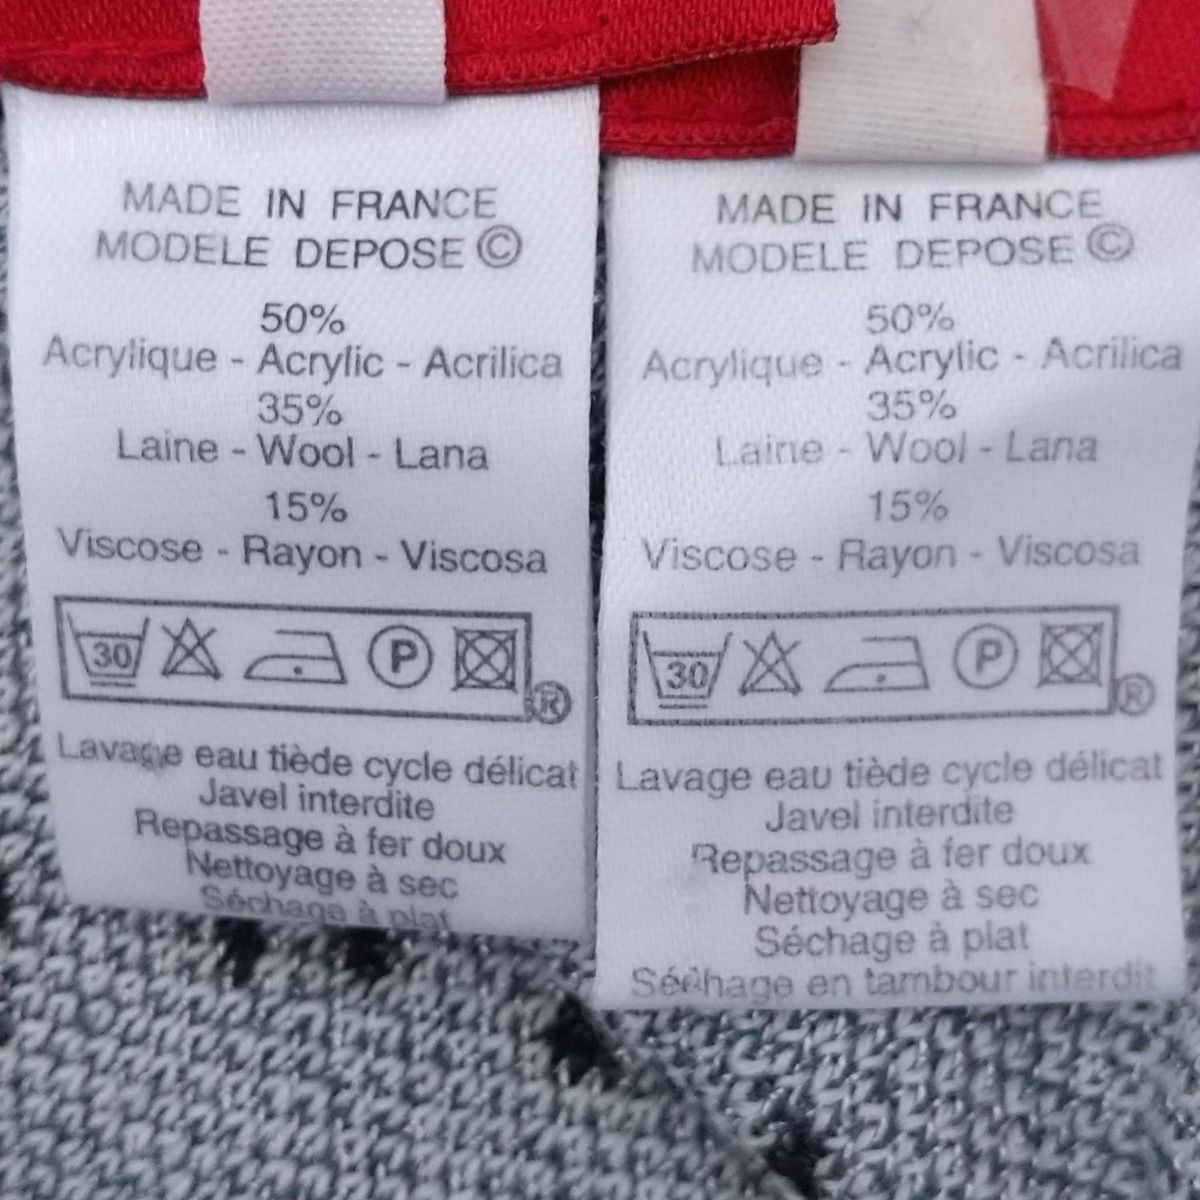 MADE IN FRANCE
MODELE DEPOSE ©
50%
Acrylique - Acrylic - Acrilica
35%
Laine - Wool - Lana
15%
Viscose - Rayon - Viscosa
30 P ®
Lavage eau tiède cycle délicat
Javel interdite
Repassage à fer doux
Nettoyage à sec
Séchage à plat
MADE IN FRANCE
MODELE DEPOSE ©
50%
Acrylique - Acrylic - Acrilica
35%
Laine - Wool - Lana
15%
Viscose - Rayon - Viscosa
30 P ®
Lavage eau tiède cycle délicat
Javel interdite
Repassage à fer doux
Nettoyage à sec
Séchage à plat
Séchage en tambour interdit